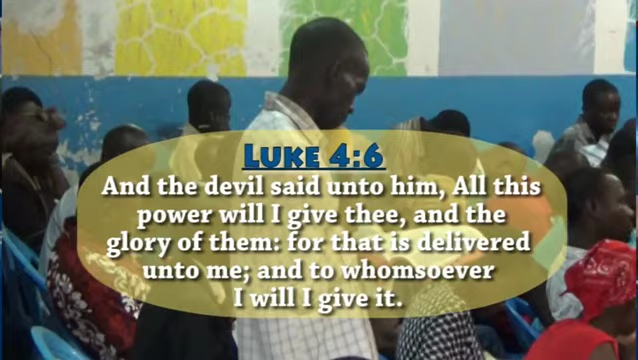 Luke 4:6
And the devil said unto him, All this
power will I give thee, and the
glory of them: for that is delivered
unto me; and to whomsoever
I will I give it.